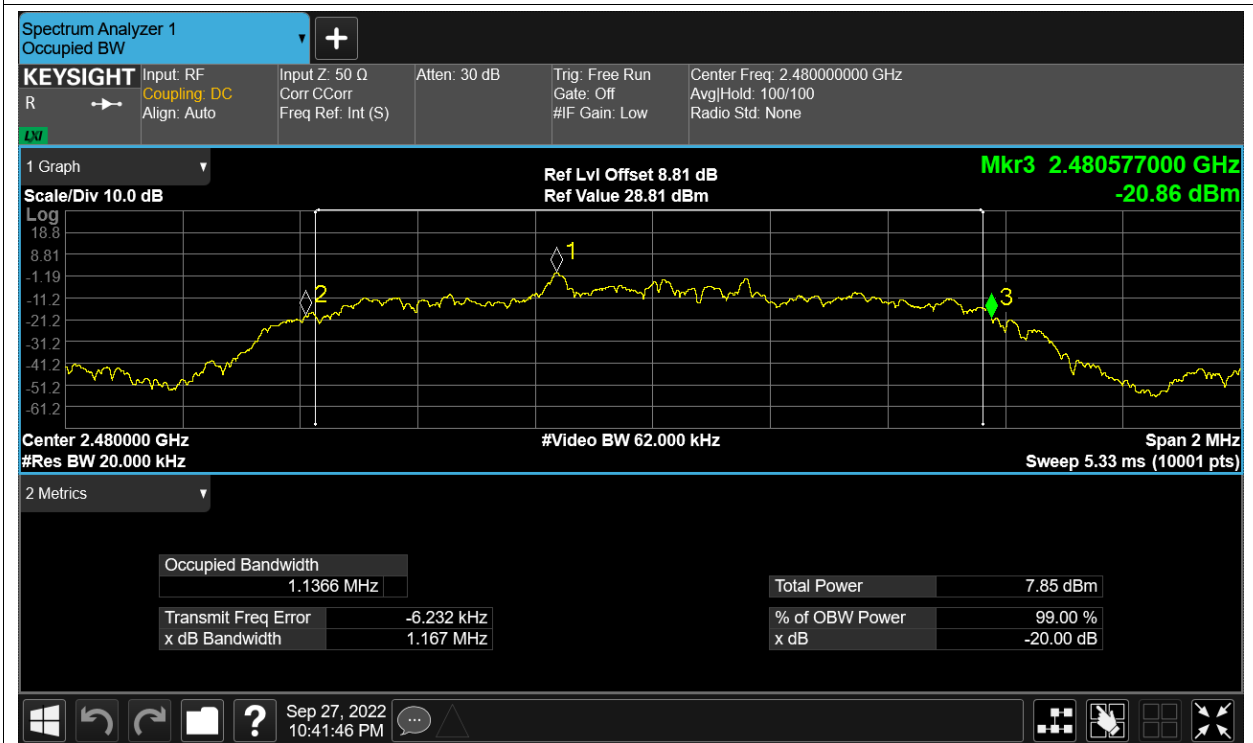 Spectrum Analyzer 1
Occupied BW
+
KEYSIGHT
R
LXI
Input: RF
Coupling: DC
Align: Auto
Input Z: 50 Ω
Corr CCorr
Freq Ref: Int (S)
Atten: 30 dB
Trig: Free Run
Gate: Off
#IF Gain: Low
Center Freq: 2.480000000 GHz
Avg|Hold: 100/100
Radio Std: None
1 Graph
Scale/Div 10.0 dB
Ref Lvl Offset 8.81 dB
Ref Value 28.81 dBm
Mkr3 2.480577000 GHz
-20.86 dBm
Log
18.8
8.81
-1.19
-11.2
-21.2
-31.2
-41.2
-51.2
-61.2
1
2
3
Center 2.480000 GHz
#Video BW 62.000 kHz
Span 2 MHz
#Res BW 20.000 kHz
Sweep 5.33 ms (10001 pts)
2 Metrics
Occupied Bandwidth
1.1366 MHz
Total Power 7.85 dBm
Transmit Freq Error -6.232 kHz
% of OBW Power 99.00 %
x dB Bandwidth 1.167 MHz
x dB -20.00 dB
?
Sep 27, 2022
10:41:46 PM